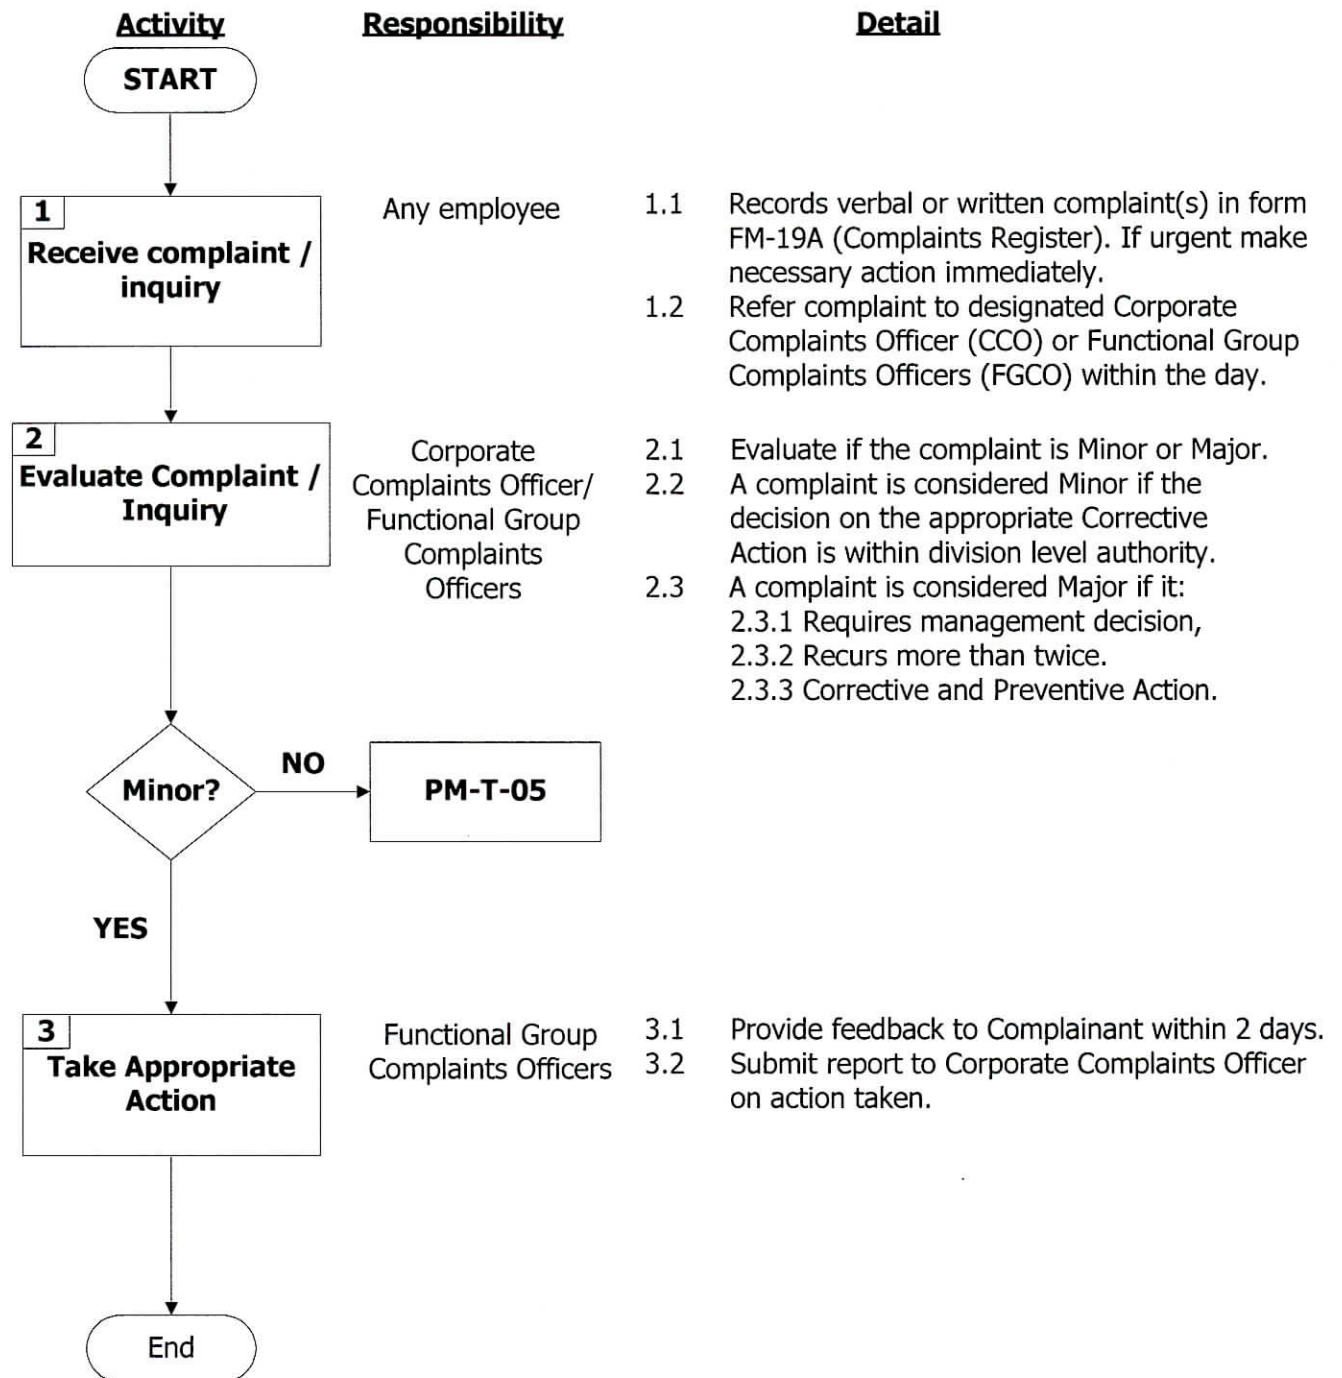 Activity Responsibility Detail
START
1
Receive complaint /
inquiry
Any employee
1.1 Records verbal or written complaint(s) in form
FM-19A (Complaints Register). If urgent make
necessary action immediately.
1.2 Refer complaint to designated Corporate
Complaints Officer (CCO) or Functional Group
Complaints Officers (FGCO) within the day.
2
Evaluate Complaint /
Inquiry
Corporate
Complaints Officer/
Functional Group
Complaints
Officers
2.1 Evaluate if the complaint is Minor or Major.
2.2 A complaint is considered Minor if the
decision on the appropriate Corrective
Action is within division level authority.
2.3 A complaint is considered Major if it:
2.3.1 Requires management decision,
2.3.2 Recurs more than twice.
2.3.3 Corrective and Preventive Action.
Minor?
NO
PM-T-05
YES
3
Take Appropriate
Action
Functional Group
Complaints Officers
3.1 Provide feedback to Complainant within 2 days.
3.2 Submit report to Corporate Complaints Officer
on action taken.
End